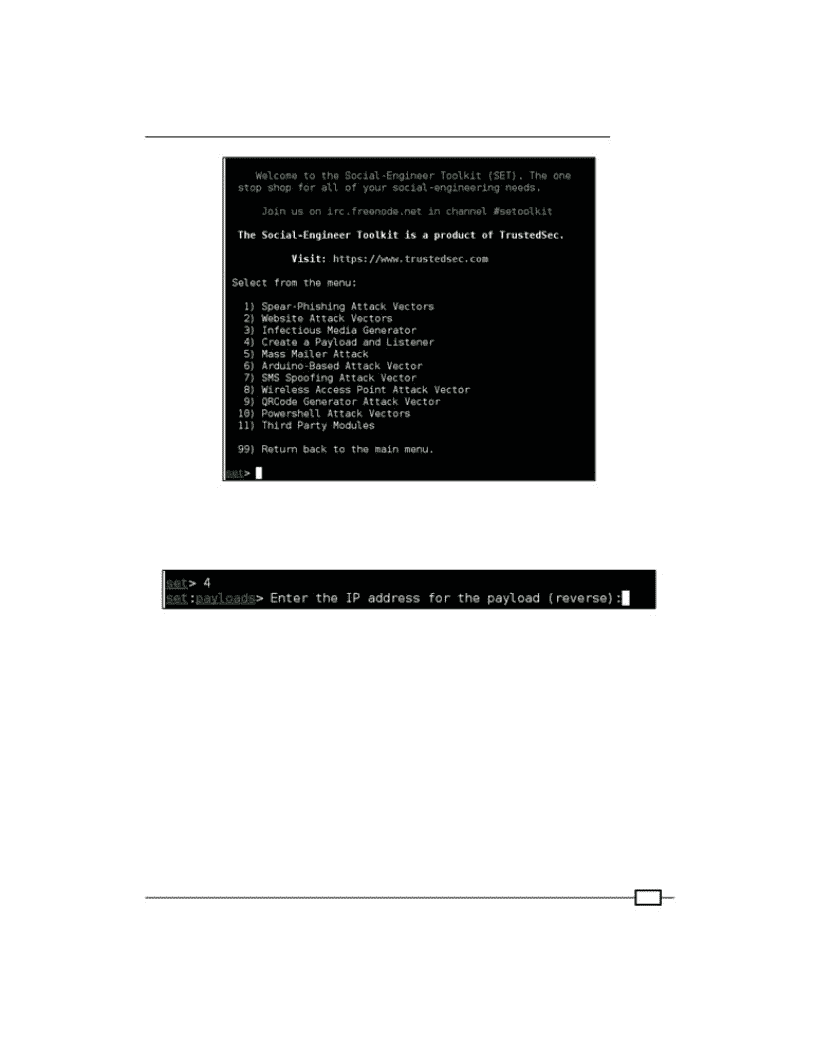 Welcome to the Social-Engineer Toolkit (SET). The one
stop shop for all of your social-engineering needs.
Join us on irc.freenode.net in channel #setoolkit
The Social-Engineer Toolkit is a product of TrustedSec.
Visit: https://www.trustedsec.com
Select from the menu:
1) Spear-Phishing Attack Vectors
2) Website Attack Vectors
3) Infectious Media Generator
4) Create a Payload and Listener
5) Mass Mailer Attack
6) Arduino-Based Attack Vector
7) SMS Spoofing Attack Vector
8) Wireless Access Point Attack Vector
9) QRCode Generator Attack Vector
10) Powershell Attack Vectors
11) Third Party Modules
99) Return back to the main menu.
set>
set> 4
set:payloads> Enter the IP address for the payload (reverse):